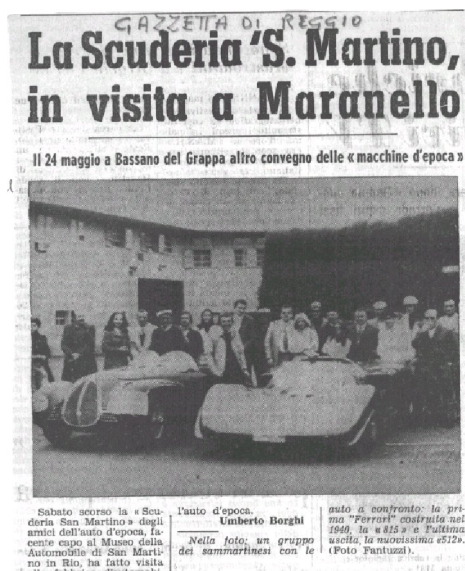 GAZZETTA DI REGGIO
La Scuderia 'S. Martino,
in visita a Maranello
Il 24 maggio a Bassano del Grappa altro convegno delle « macchine d'epoca »
Sabato scorso la « Scu-
deria San Martino » degli
amici dell'auto d'epoca, fa-
cente capo al Museo della
Automobile di San Marti-
no in Rio, ha fatto visita
l'auto d'epoca.
Umberto Borghi
Nella foto: un gruppo
dei sammartinesi con le
auto a confronto: la pri-
ma "Ferrari" costruita nel
1940, la «815» e l'ultima
uscita, la nuovissima «512».
(Foto Fantuzzi).